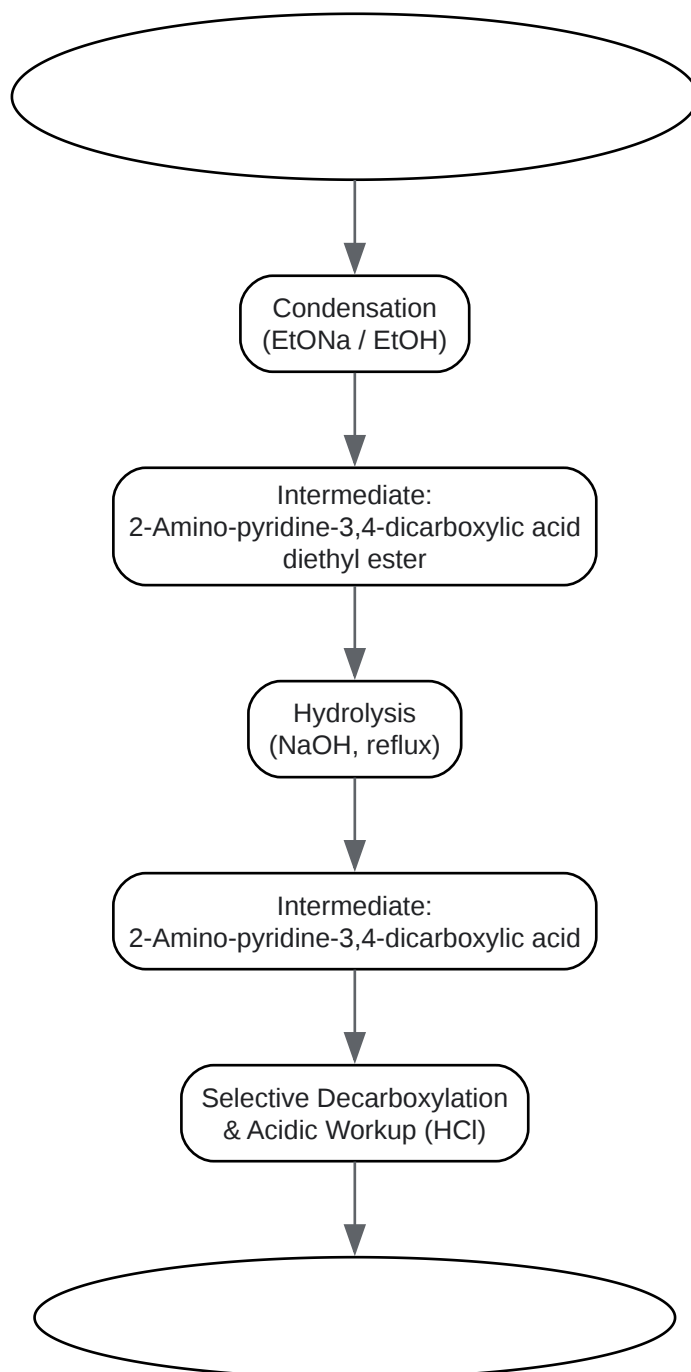 Condensation
(EtONa / EtOH)
Intermediate:
2-Amino-pyridine-3,4-dicarboxylic acid
diethyl ester
Hydrolysis
(NaOH, reflux)
Intermediate:
2-Amino-pyridine-3,4-dicarboxylic acid
Selective Decarboxylation
& Acidic Workup (HCl)